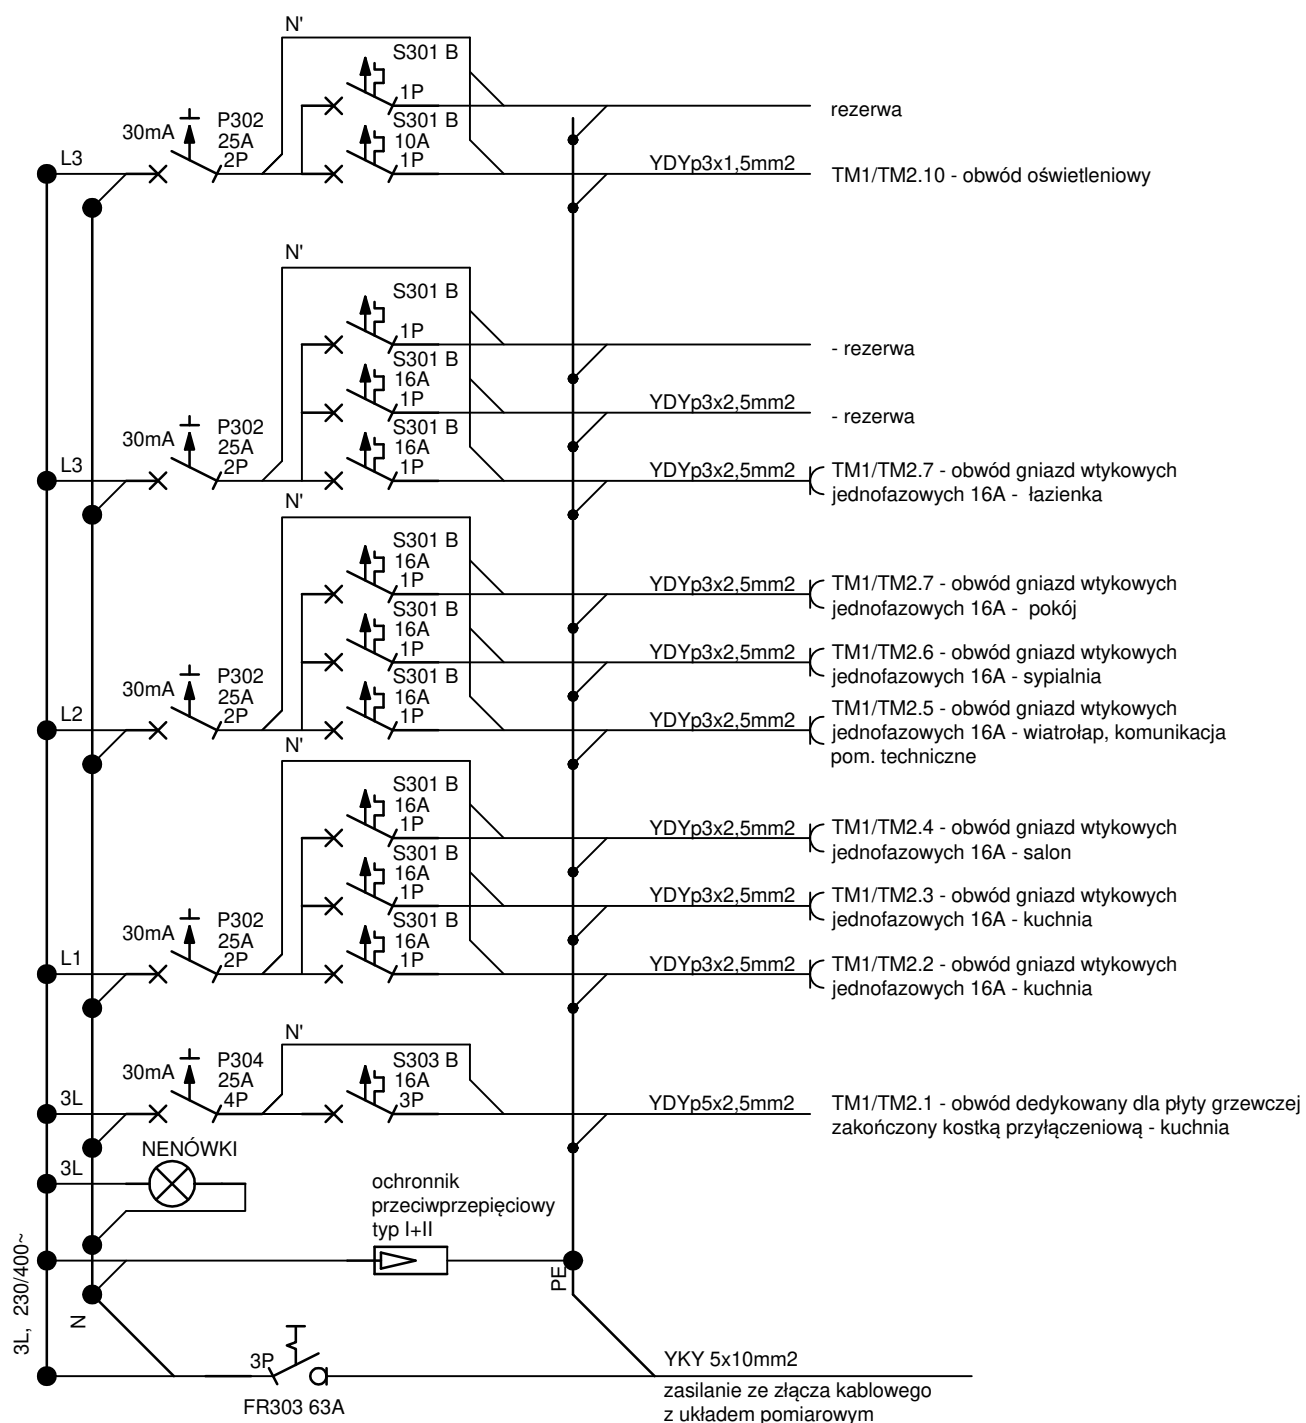 N'
S301 B
1P
rezerwa
30mA
P302
25A
2P
S301 B
10A
1P
L3
YDYp3x1,5mm2
TM1/TM2.10 - obwód oświetleniowy
N'
S301 B
1P
- rezerwa
S301 B
16A
1P
YDYp3x2,5mm2
- rezerwa
30mA
P302
25A
2P
S301 B
16A
1P
L3
YDYp3x2,5mm2
TM1/TM2.7 - obwód gniazd wtykowych
jednofazowych 16A - łazienka
N'
S301 B
16A
1P
YDYp3x2,5mm2
TM1/TM2.7 - obwód gniazd wtykowych
jednofazowych 16A - pokój
S301 B
16A
1P
YDYp3x2,5mm2
TM1/TM2.6 - obwód gniazd wtykowych
jednofazowych 16A - sypialnia
30mA
P302
25A
2P
S301 B
16A
1P
L2
YDYp3x2,5mm2
TM1/TM2.5 - obwód gniazd wtykowych
jednofazowych 16A - wiatrołap, komunikacja
pom. techniczne
N'
S301 B
16A
1P
YDYp3x2,5mm2
TM1/TM2.4 - obwód gniazd wtykowych
jednofazowych 16A - salon
S301 B
16A
1P
YDYp3x2,5mm2
TM1/TM2.3 - obwód gniazd wtykowych
jednofazowych 16A - kuchnia
30mA
P302
25A
2P
S301 B
16A
1P
L1
YDYp3x2,5mm2
TM1/TM2.2 - obwód gniazd wtykowych
jednofazowych 16A - kuchnia
N'
30mA
P304
25A
4P
S303 B
16A
3P
3L
YDYp5x2,5mm2
TM1/TM2.1 - obwód dedykowany dla płyty grzewczej
zakończony kostką przyłączeniową - kuchnia
NENÓWKI
3L
ochronnik
przeciwprzepięciowy
typ I+II
3L, 230/400~
N
PE
3P
FR303 63A
YKY 5x10mm2
zasilanie ze złącza kablowego
z układem pomiarowym